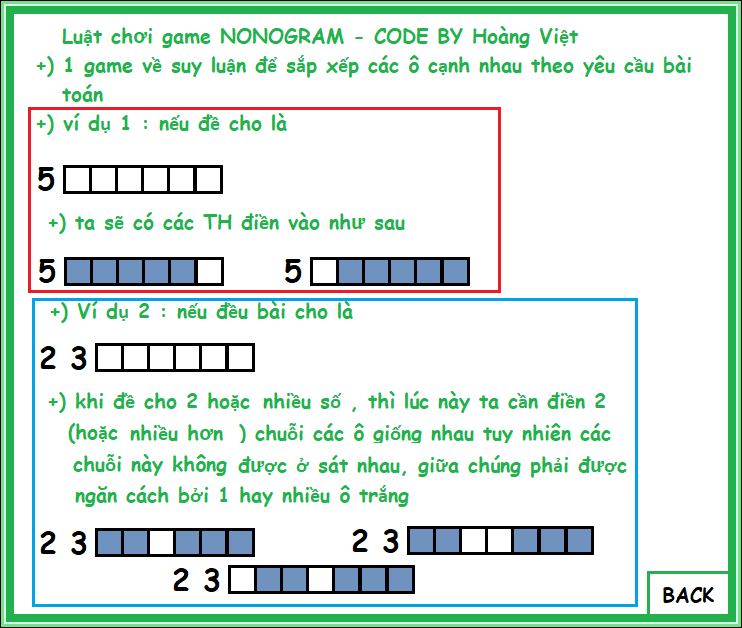 Luật chơi game NONOGRAM - CODE BY Hoàng Việt
+) 1 game về suy luận để sắp xếp các ô cạnh nhau theo yêu cầu bài
toán
+) ví dụ 1 : nếu đề cho là
5
+) ta sẽ có các TH điền vào như sau
5 5
+) Ví dụ 2 : nếu đều bài cho là
2 3
+) khi đề cho 2 hoặc nhiều số , thì lúc này ta cần điền 2
(hoặc nhiều hơn ) chuỗi các ô giống nhau tuy nhiên các
chuỗi này không được ở sát nhau, giữa chúng phải được
ngăn cách bởi 1 hay nhiều ô trắng
2 3 2 3
2 3
BACK